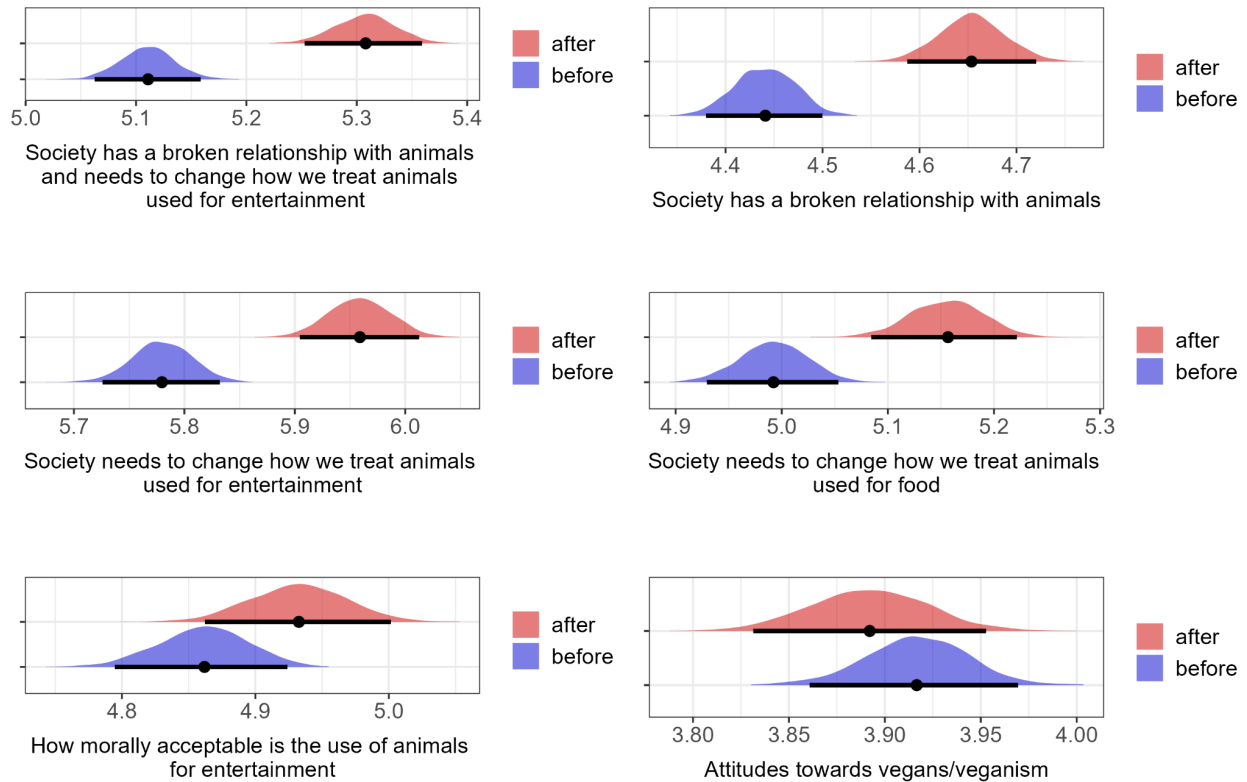 after
before
5.0 5.1 5.2 5.3 5.4
Society has a broken relationship with animals
and needs to change how we treat animals
used for entertainment
after
before
4.4 4.5 4.6 4.7
Society has a broken relationship with animals
after
before
5.7 5.8 5.9 6.0
Society needs to change how we treat animals
used for entertainment
after
before
4.9 5.0 5.1 5.2 5.3
Society needs to change how we treat animals
used for food
after
before
4.8 4.9 5.0
How morally acceptable is the use of animals
for entertainment
after
before
3.80 3.85 3.90 3.95 4.00
Attitudes towards vegans/veganism